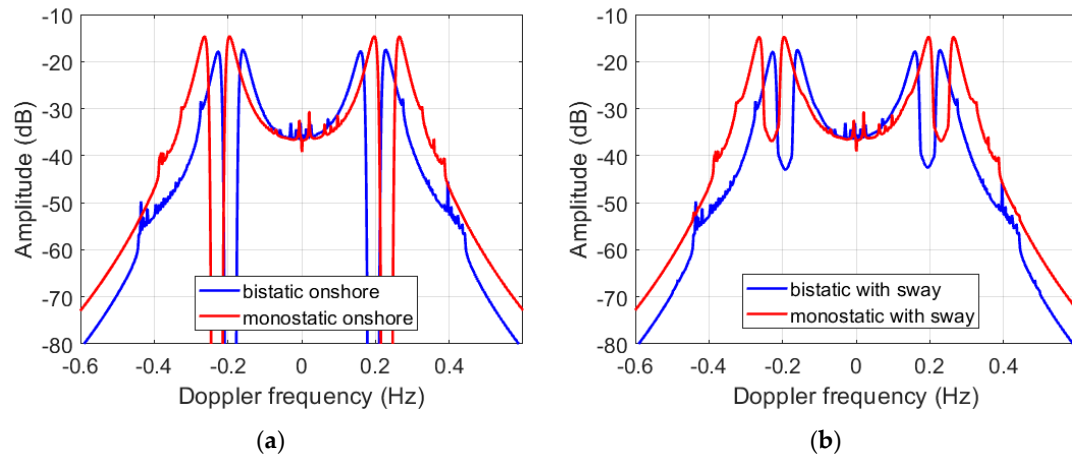 -10
-20
-30
-40
-50
-60
-70
-80
Amplitude (dB)
-0.6 -0.4 -0.2 0 0.2 0.4
Doppler frequency (Hz)
bistatic onshore
monostatic onshore
(a)
-10
-20
-30
-40
-50
-60
-70
-80
Amplitude (dB)
-0.6 -0.4 -0.2 0 0.2 0.4
Doppler frequency (Hz)
bistatic with sway
monostatic with sway
(b)